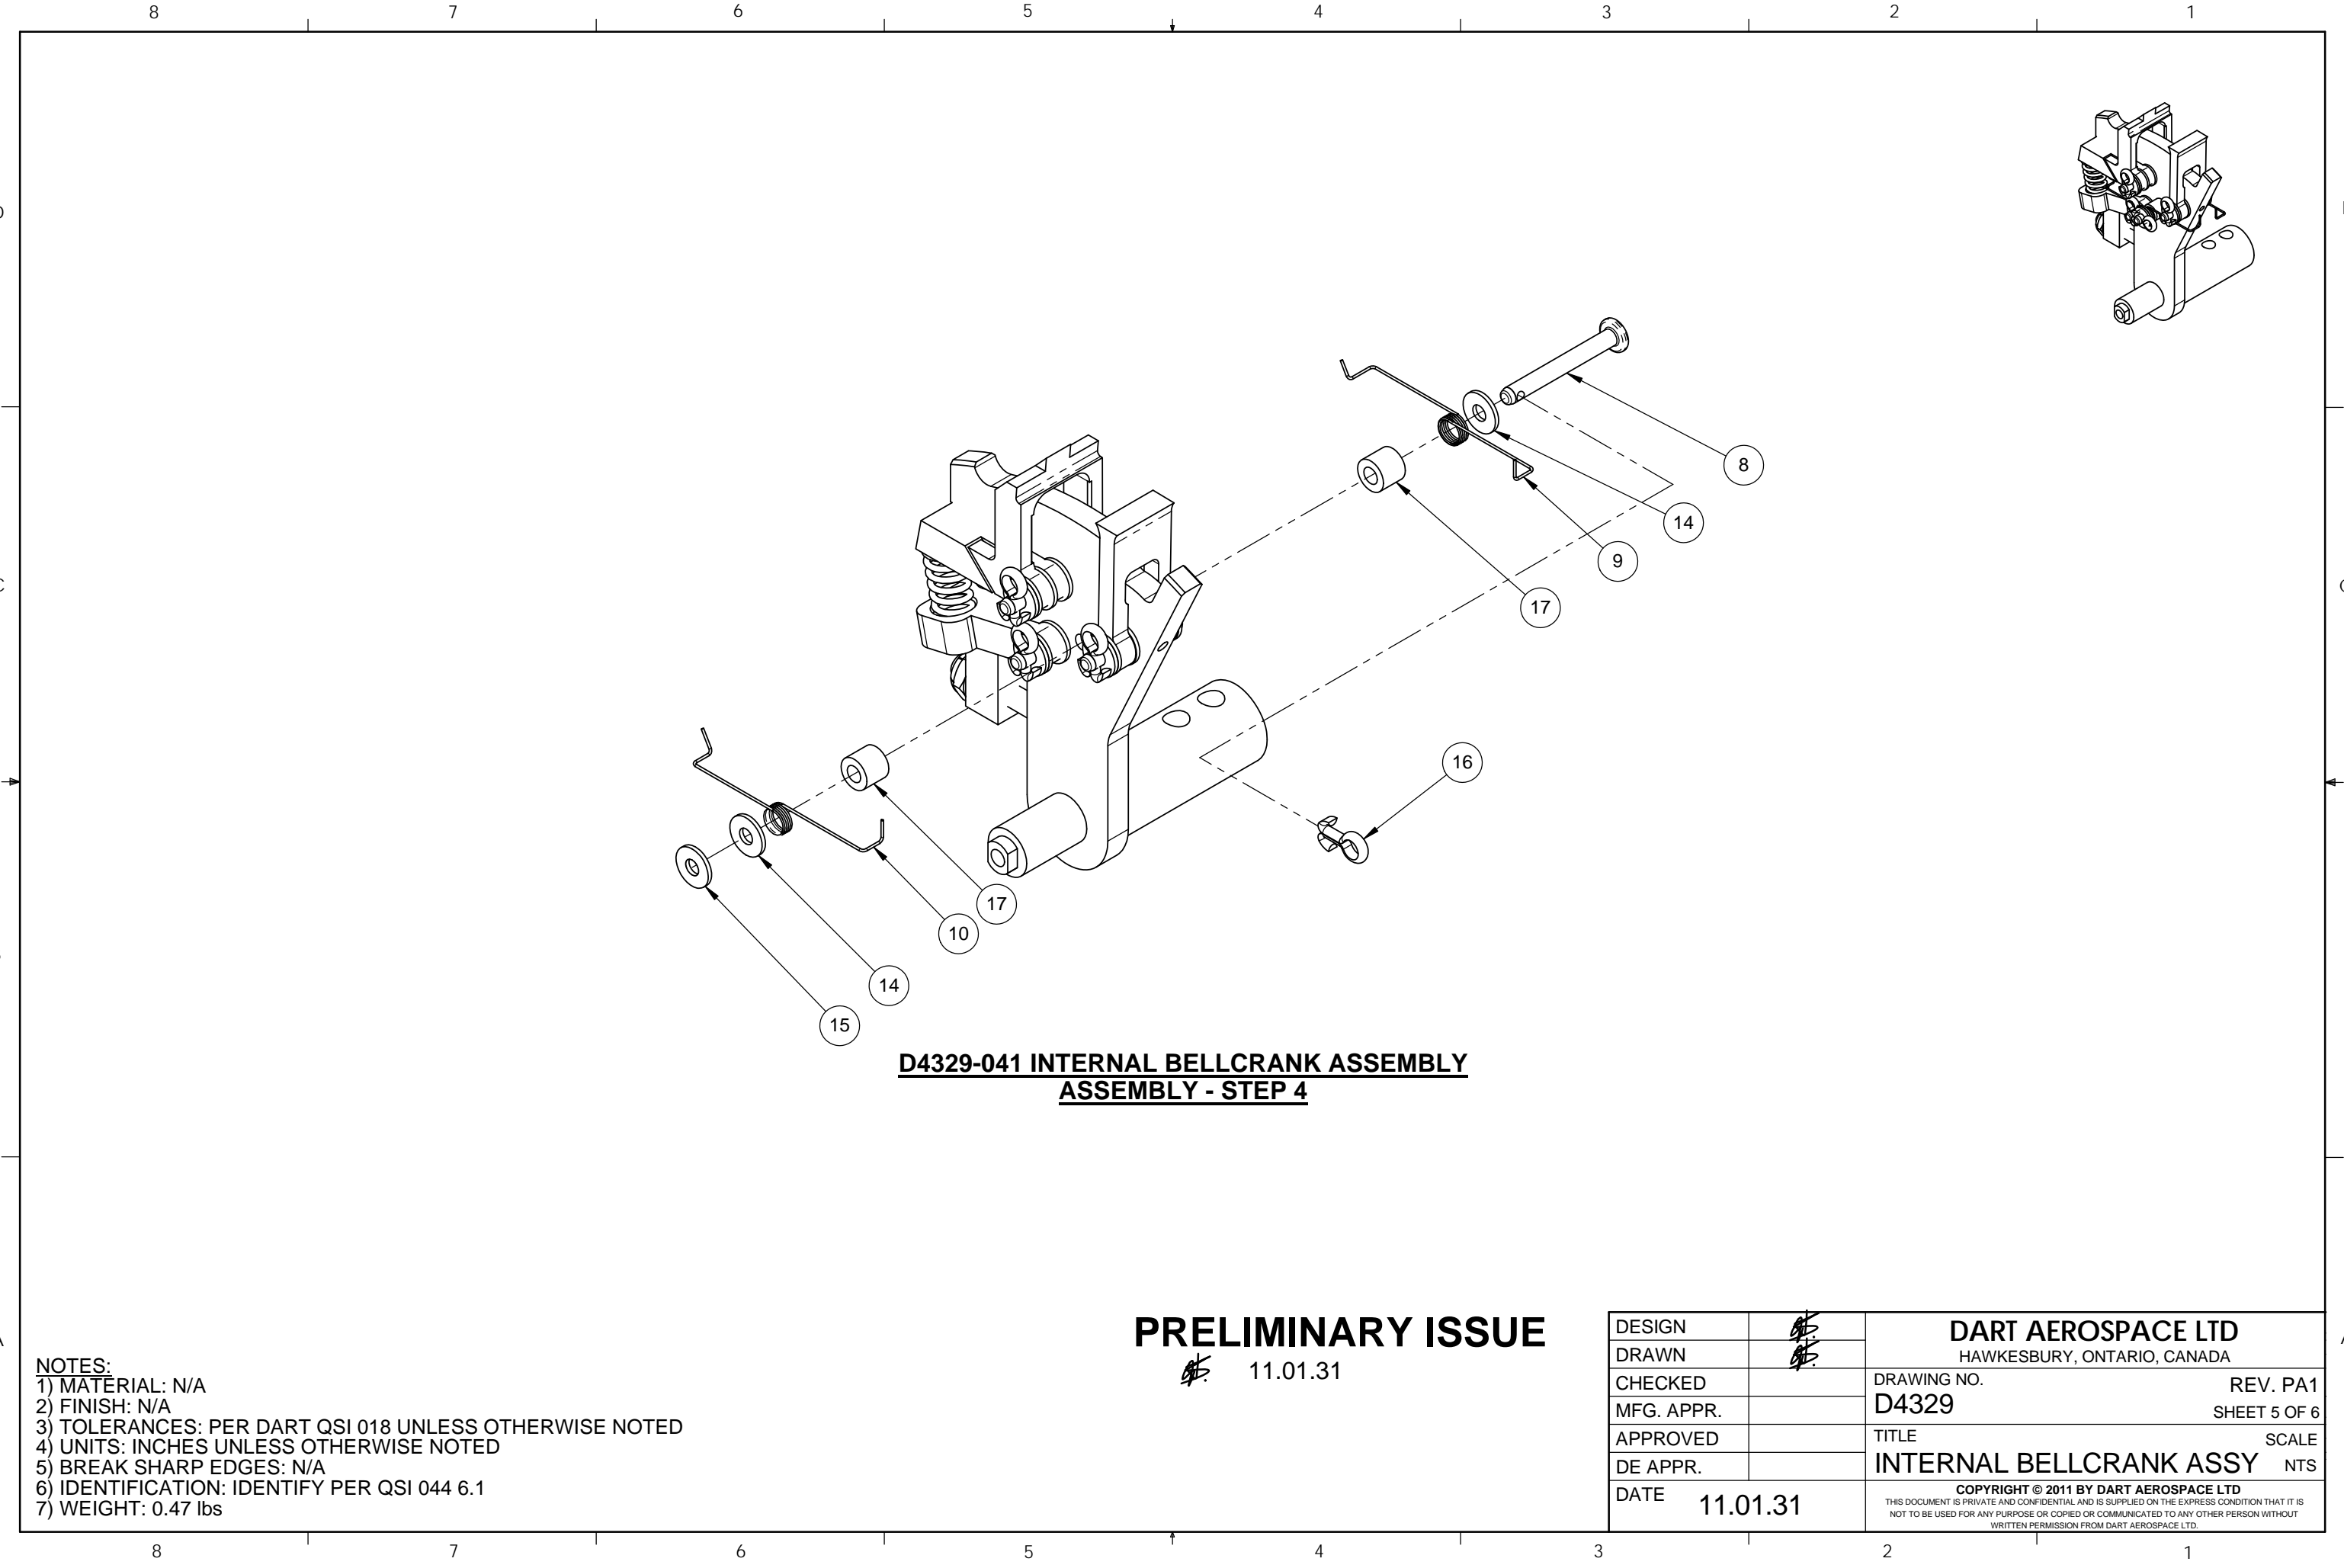 8 7 6 5 4 3 2 1
8
14
9
17
16
17
10
14
15
D4329-041 INTERNAL BELLCRANK ASSEMBLY
ASSEMBLY - STEP 4
PRELIMINARY ISSUE
11.01.31
NOTES:
1) MATERIAL: N/A
2) FINISH: N/A
3) TOLERANCES: PER DART QSI 018 UNLESS OTHERWISE NOTED
4) UNITS: INCHES UNLESS OTHERWISE NOTED
5) BREAK SHARP EDGES: N/A
6) IDENTIFICATION: IDENTIFY PER QSI 044 6.1
7) WEIGHT: 0.47 lbs
DESIGN
DRAWN
CHECKED
MFG. APPR.
APPROVED
DE APPR.
DATE 11.01.31
DART AEROSPACE LTD
HAWKESBURY, ONTARIO, CANADA
DRAWING NO. REV. PA1
D4329 SHEET 5 OF 6
TITLE SCALE
INTERNAL BELLCRANK ASSY NTS
COPYRIGHT © 2011 BY DART AEROSPACE LTD
THIS DOCUMENT IS PRIVATE AND CONFIDENTIAL AND IS SUPPLIED ON THE EXPRESS CONDITION THAT IT IS
NOT TO BE USED FOR ANY PURPOSE OR COPIED OR COMMUNICATED TO ANY OTHER PERSON WITHOUT
WRITTEN PERMISSION FROM DART AEROSPACE LTD.
8 7 6 5 4 3 2 1